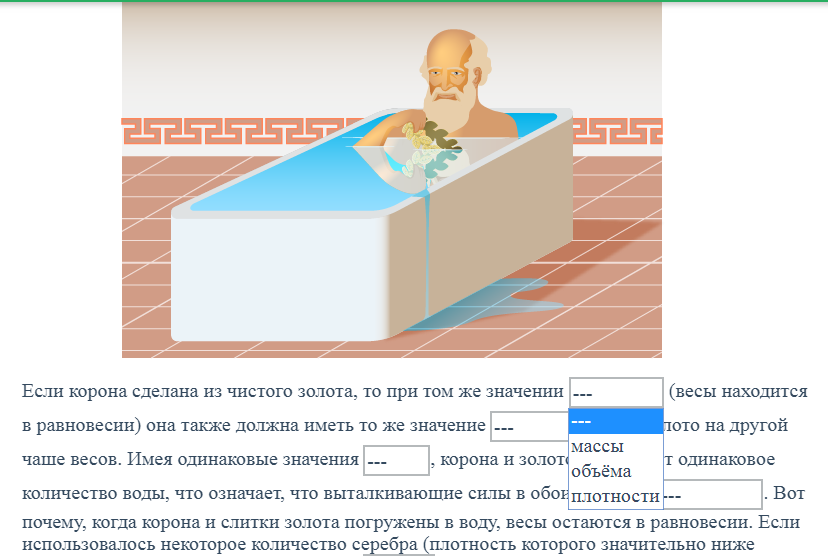 Если корона сделана из чистого золота, то при том же значении --- (весы находится
в равновесии) она также должна иметь то же значение --- лото на другой
чаше весов. Имея одинаковые значения ---, корона и золот т одинаковое
количество воды, что означает, что выталкивающие силы в обои ---. Вот
почему, когда корона и слитки золота погружены в воду, весы остаются в равновесии. Если
использовалось некоторое количество серебра (плотность которого значительно ниже
---
массы
объёма
плотности